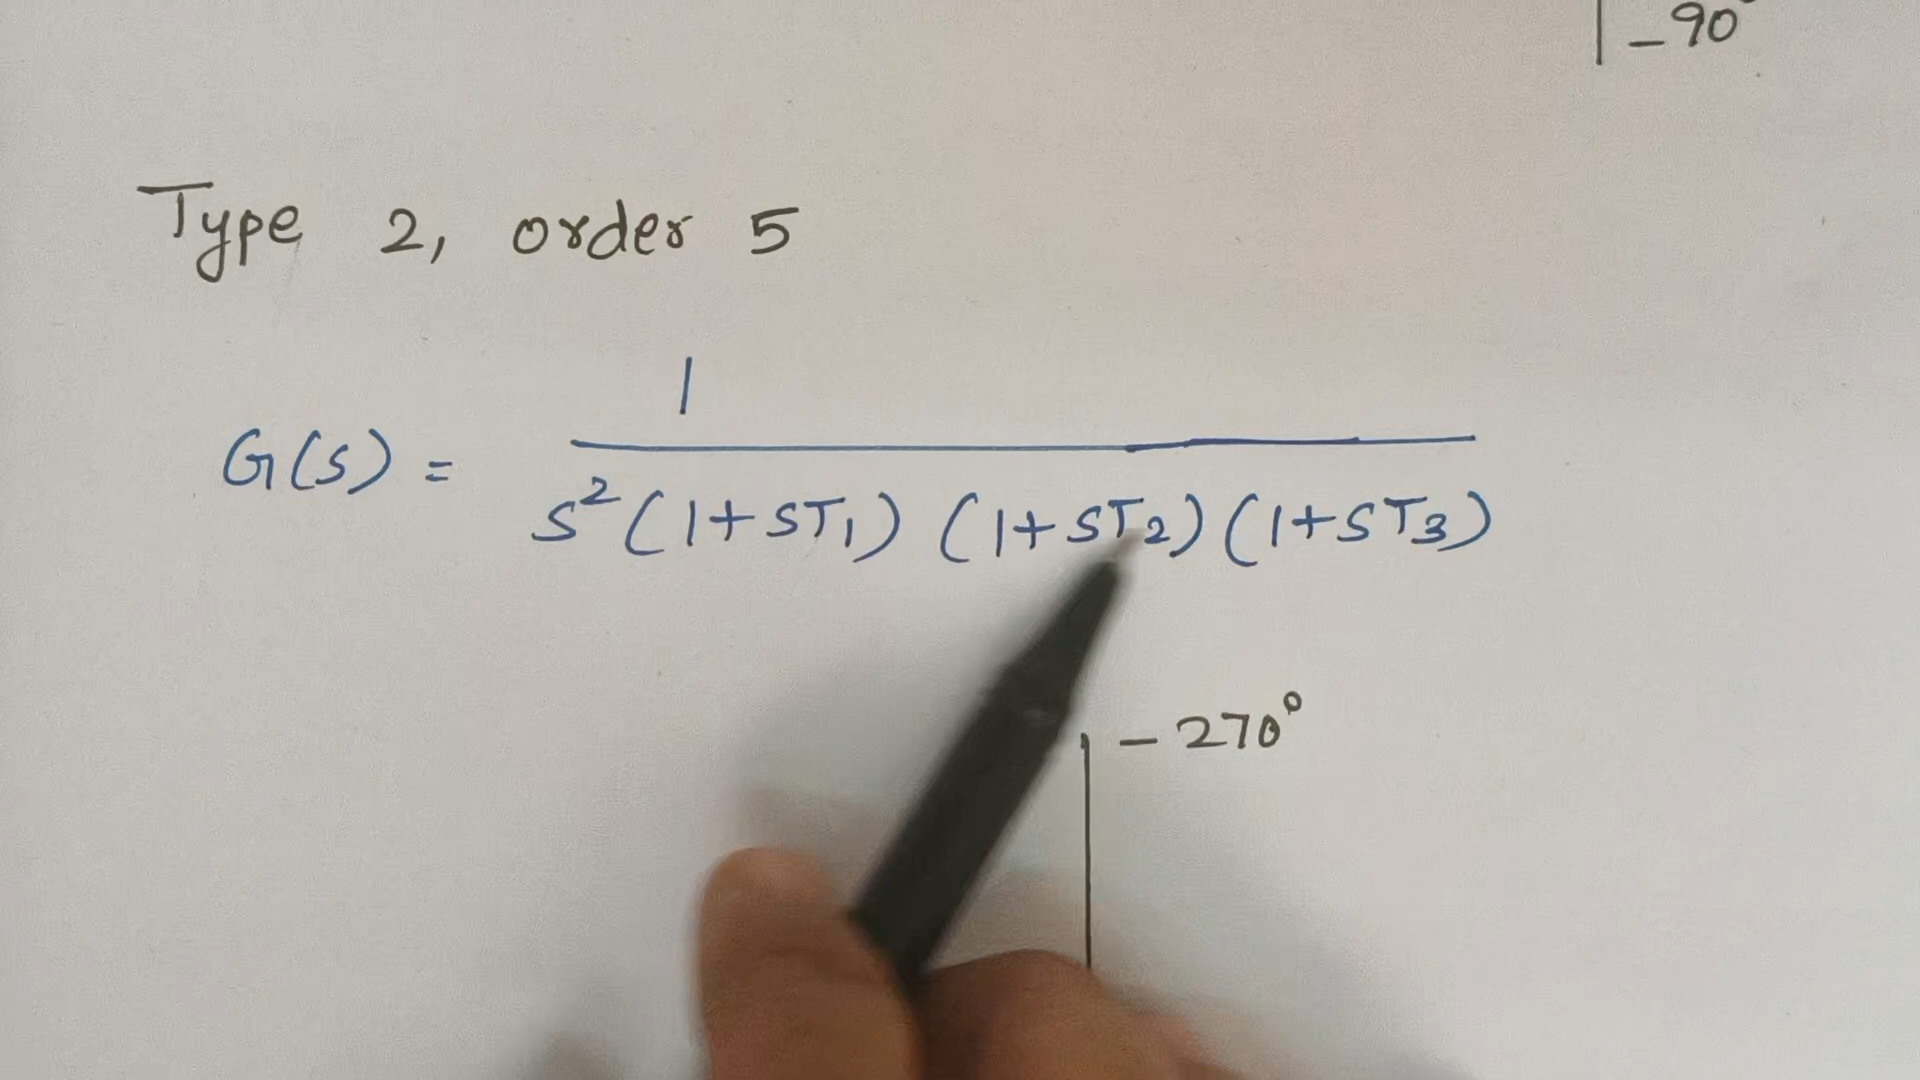 -90°
Type 2, order 5
1
G(s) = s²(1+sT₁) (1+sT₂)(1+sT₃)
-270°